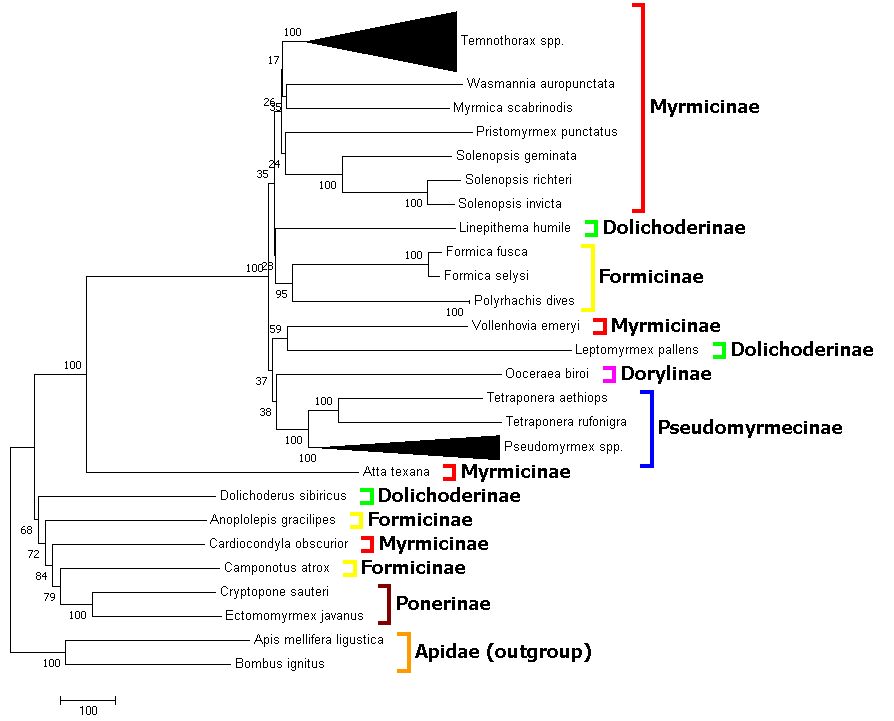 100
Temnothorax spp.
17
Wasmannia auropunctata
26
35
Myrmica scabrinodis
Myrmicinae
Pristomyrmex punctatus
Solenopsis geminata
24
35
100
Solenopsis richteri
100
Solenopsis invicta
Linepithema humile
Dolichoderinae
Formica fusca
100
28
100
Formica selysi
Formicinae
95
Polyrhachis dives
100
59
Vollenhovia emeryi
Myrmicinae
Leptomyrmex pallens
Dolichoderinae
100
37
Ooceraea biroi
Dorylinae
Tetraponera aethiops
100
38
Tetraponera rufonigra
Pseudomyrmecinae
100
Pseudomyrmex spp.
100
Atta texana
Myrmicinae
Dolichoderus sibiricus
Dolichoderinae
68
Anoplolepis gracilipes
Formicinae
72
Cardiocondyla obscurior
Myrmicinae
84
Camponotus atrox
Formicinae
79
Cryptopone sauteri
Ponerinae
100
Ectomomyrmex javanus
Apis mellifera ligustica
Apidae (outgroup)
100
Bombus ignitus
100